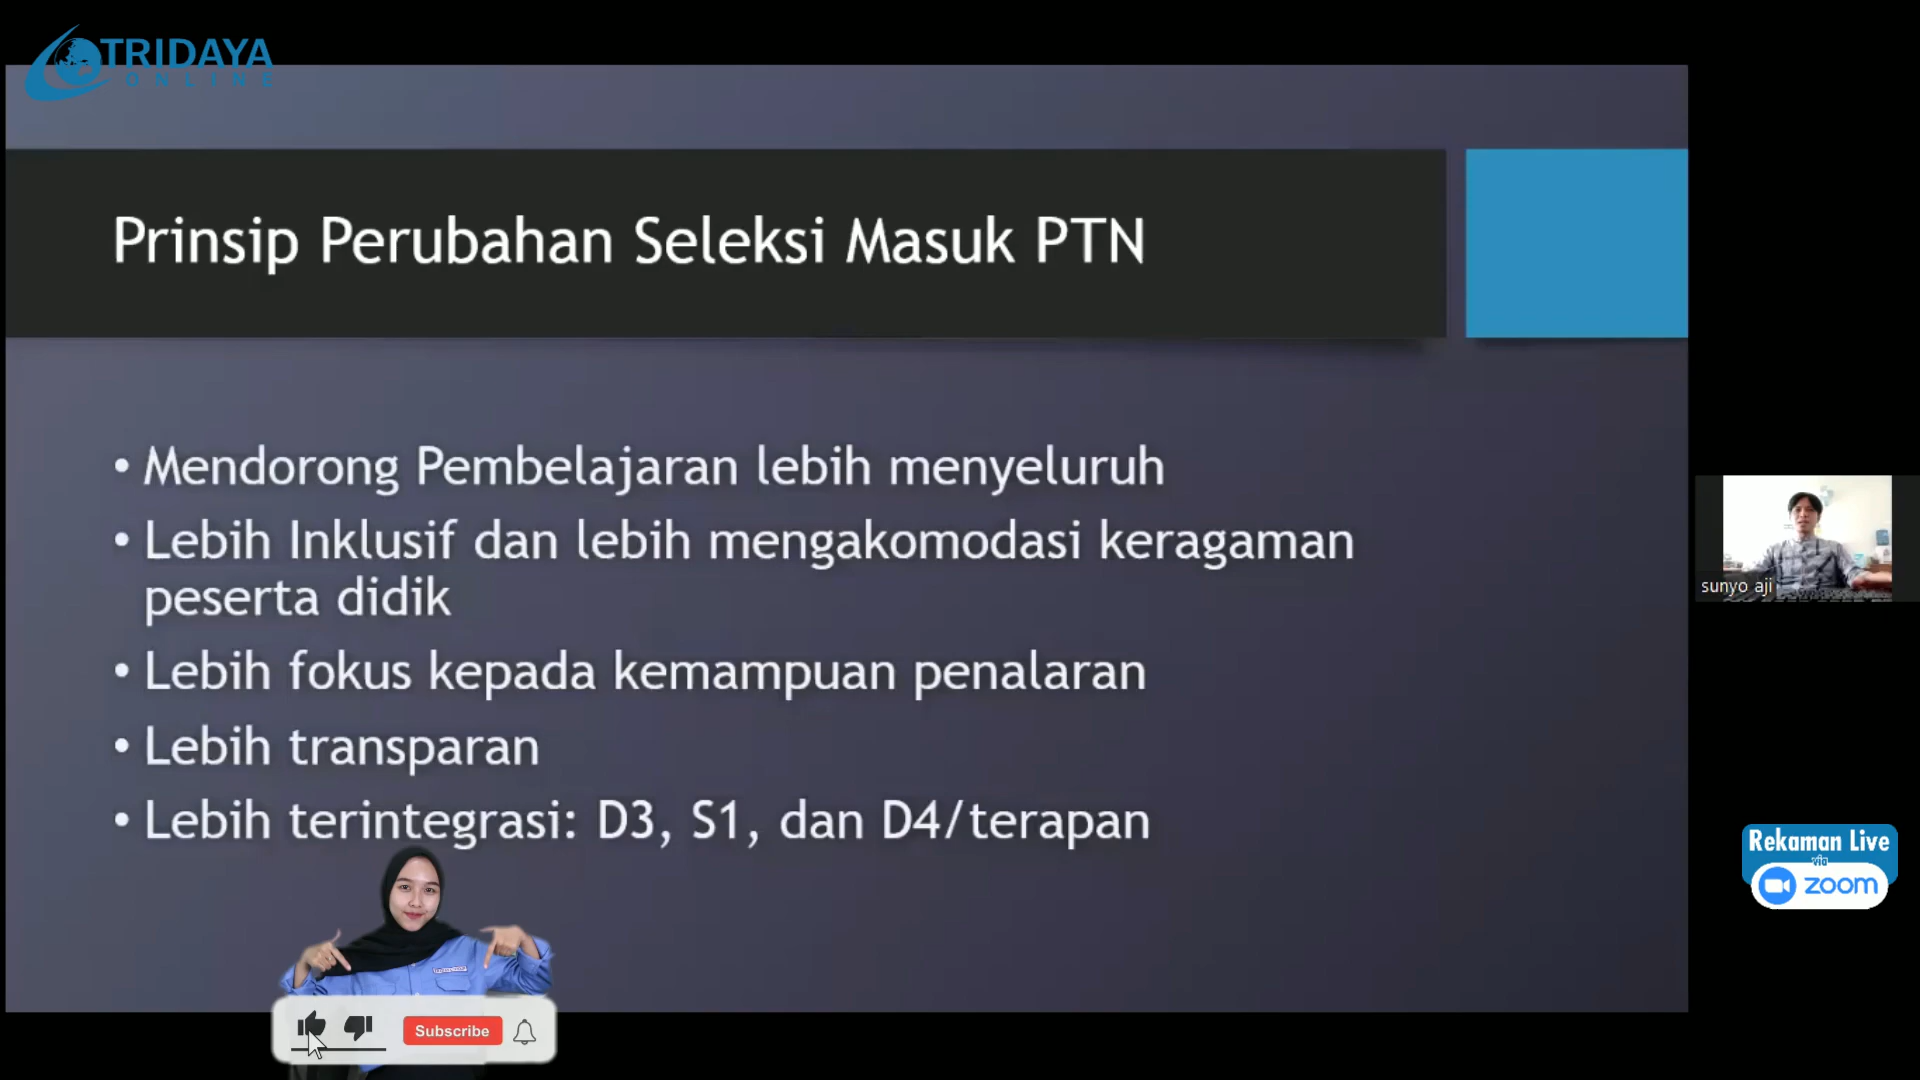 TRIDAYA
ONLINE
Prinsip Perubahan Seleksi Masuk PTN
• Mendorong Pembelajaran lebih menyeluruh
• Lebih Inklusif dan lebih mengakomodasi keragaman
peserta didik
• Lebih fokus kepada kemampuan penalaran
• Lebih transparan
• Lebih terintegrasi: D3, S1, dan D4/terapan
sunyo aji
Rekaman Live
via
zoom
Subscribe